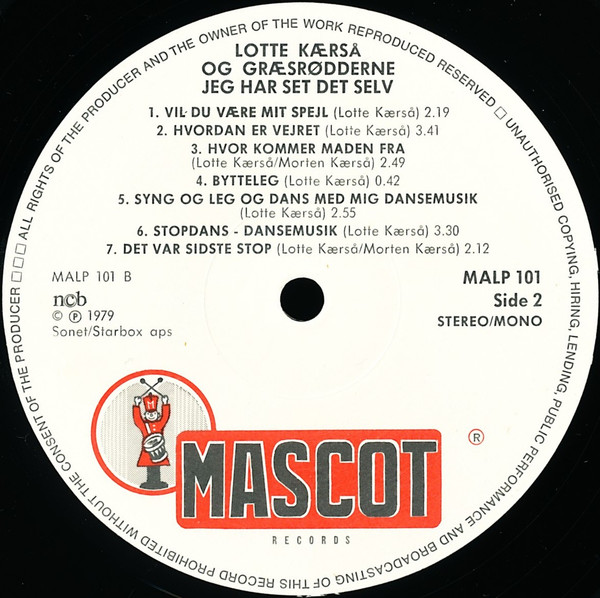 □ □ □ ALL RIGHTS OF THE PRODUCER AND THE OWNER OF THE WORK REPRODUCED RESERVED □ UNAUTHORISED COPYING, HIRING, LENDING, PUBLIC PERFORMANCE AND BROADCASTING OF THIS RECORD PROHIBITED WITHOUT THE CONSENT OF THE PRODUCER
LOTTE KÆRSÅ
OG GRÆSRØDDERNE
JEG HAR SET DET SELV
1. VIL DU VÆRE MIT SPEJL (Lotte Kærså) 2.19
2. HVORDAN ER VEJRET (Lotte Kærså) 3.41
3. HVOR KOMMER MADEN FRA
(Lotte Kærså/Morten Kærså) 2.49
4. BYTTELEG (Lotte Kærså) 0.42
5. SYNG OG LEG OG DANS MED MIG DANSEMUSIK
(Lotte Kærså) 2.55
6. STOPDANS - DANSEMUSIK (Lotte Kærså) 3.30
7. DET VAR SIDSTE STOP (Lotte Kærså/Morten Kærså) 2.12
MALP 101 B
ncb
© ℗ 1979
Sonet/Starbox aps
MALP 101
Side 2
STEREO/MONO
M
MASCOT
®
RECORDS